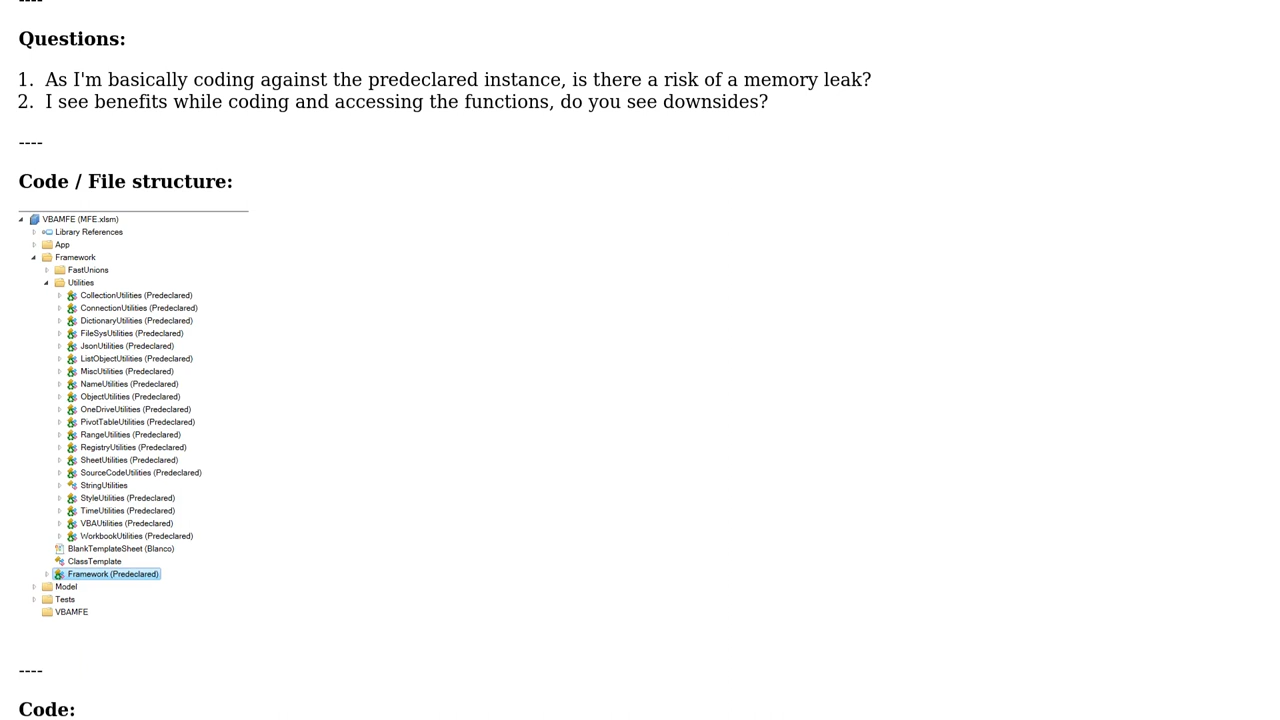 ----
Questions:
1. As I'm basically coding against the predeclared instance, is there a risk of a memory leak?
2. I see benefits while coding and accessing the functions, do you see downsides?
----
Code / File structure:
VBAMFE (MFE.xlsm)
Library References
App
Framework
FastUnions
Utilities
CollectionUtilities (Predeclared)
ConnectionUtilities (Predeclared)
DictionaryUtilities (Predeclared)
FileSysUtilities (Predeclared)
JsonUtilities (Predeclared)
ListObjectUtilities (Predeclared)
MiscUtilities (Predeclared)
NameUtilities (Predeclared)
ObjectUtilities (Predeclared)
OneDriveUtilities (Predeclared)
PivotTableUtilities (Predeclared)
RangeUtilities (Predeclared)
RegistryUtilities (Predeclared)
SheetUtilities (Predeclared)
SourceCodeUtilities (Predeclared)
StringUtilities
StyleUtilities (Predeclared)
TimeUtilities (Predeclared)
VBAUtilities (Predeclared)
WorkbookUtilities (Predeclared)
BlankTemplateSheet (Blanco)
ClassTemplate
Framework (Predeclared)
Model
Tests
VBAMFE
----
Code: